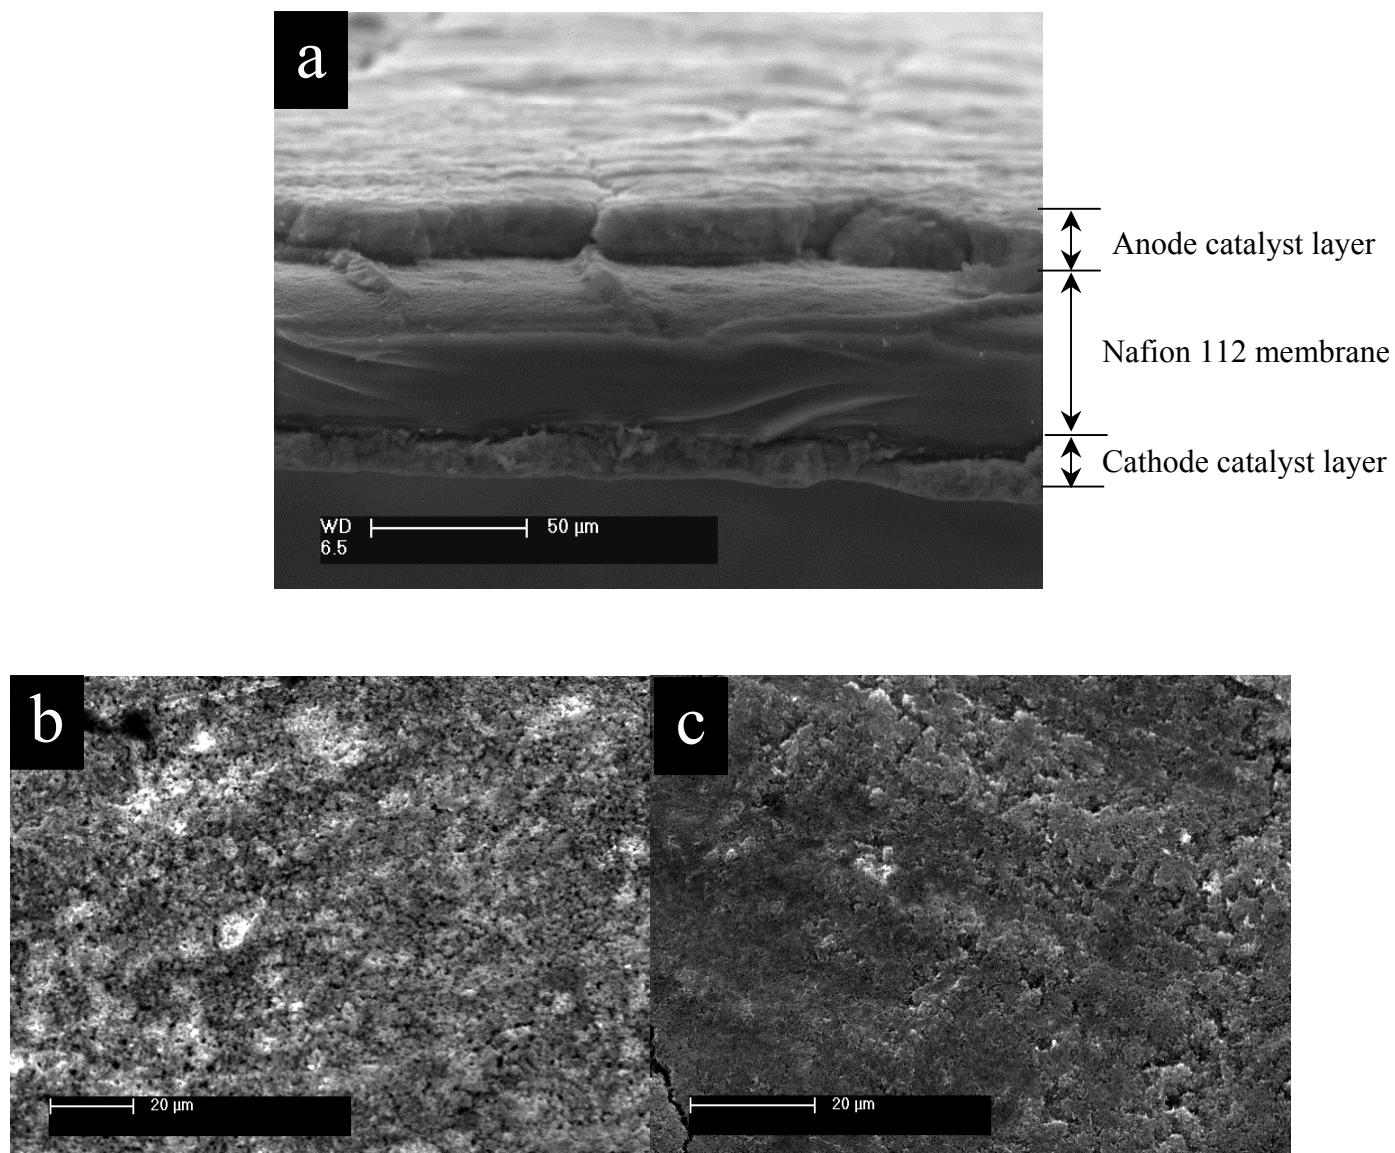 a
Anode catalyst layer
Nafion 112 membrane
Cathode catalyst layer
WD
50 µm
6.5
b
c
20 µm
20 µm